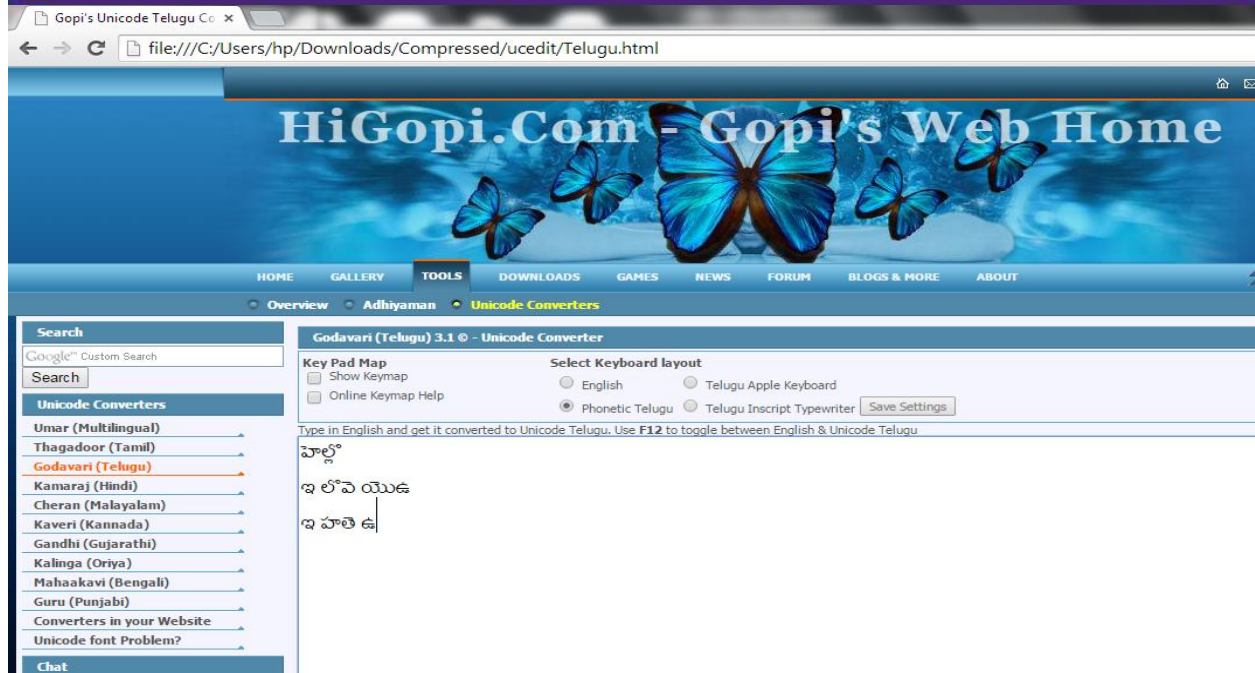 Gopi's Unicode Telugu Co
file:///C:/Users/hp/Downloads/Compressed/ucedit/Telugu.html
HiGopi.Com - Gopi's Web Home
HOME GALLERY TOOLS DOWNLOADS GAMES NEWS FORUM BLOGS & MORE ABOUT
Overview Adhiyaman Unicode Converters
Search
Google™ Custom Search
Search
Unicode Converters
Umar (Multilingual)
Thagadoor (Tamil)
Godavari (Telugu)
Kamaraj (Hindi)
Cheran (Malayalam)
Kaveri (Kannada)
Gandhi (Gujarathi)
Kalinga (Oriya)
Mahaakavi (Bengali)
Guru (Punjabi)
Converters in your Website
Unicode font Problem?
Chat
Godavari (Telugu) 3.1 © - Unicode Converter
Key Pad Map
Show Keymap
Online Keymap Help
Select Keyboard layout
English Telugu Apple Keyboard
Phonetic Telugu Telugu Inscript Typewriter Save Settings
Type in English and get it converted to Unicode Telugu. Use F12 to toggle between English & Unicode Telugu
హెల్లొ
ఇ లొవె యొఉ
ఇ హతె ఉ